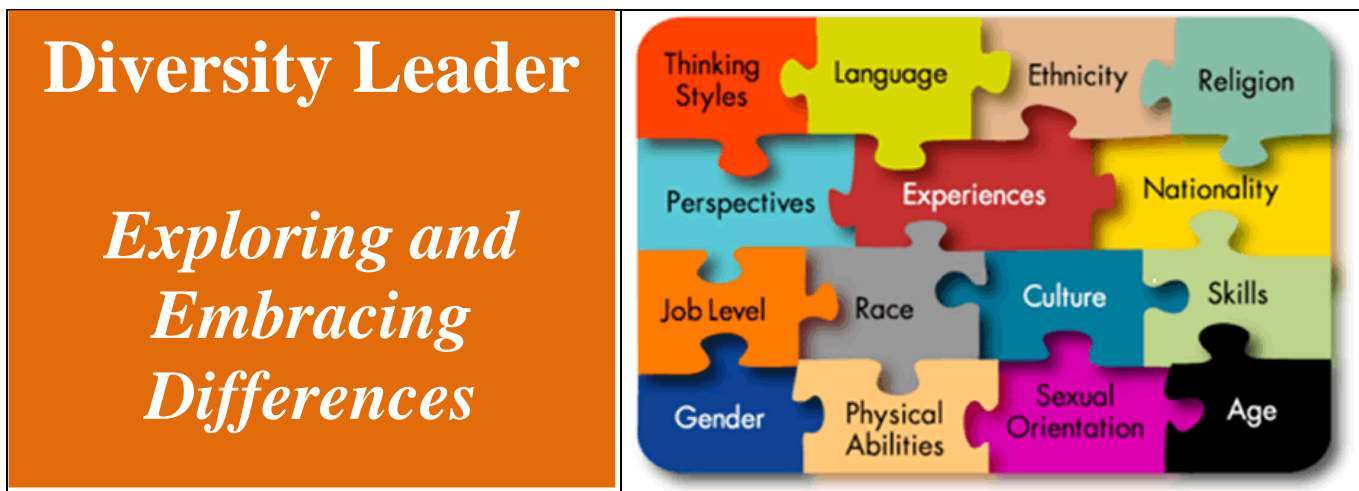 Diversity Leader
Exploring and
Embracing
Differences
Thinking
Styles
Language
Ethnicity
Religion
Perspectives
Experiences
Nationality
Job Level
Race
Culture
Skills
Gender
Physical
Abilities
Sexual
Orientation
Age